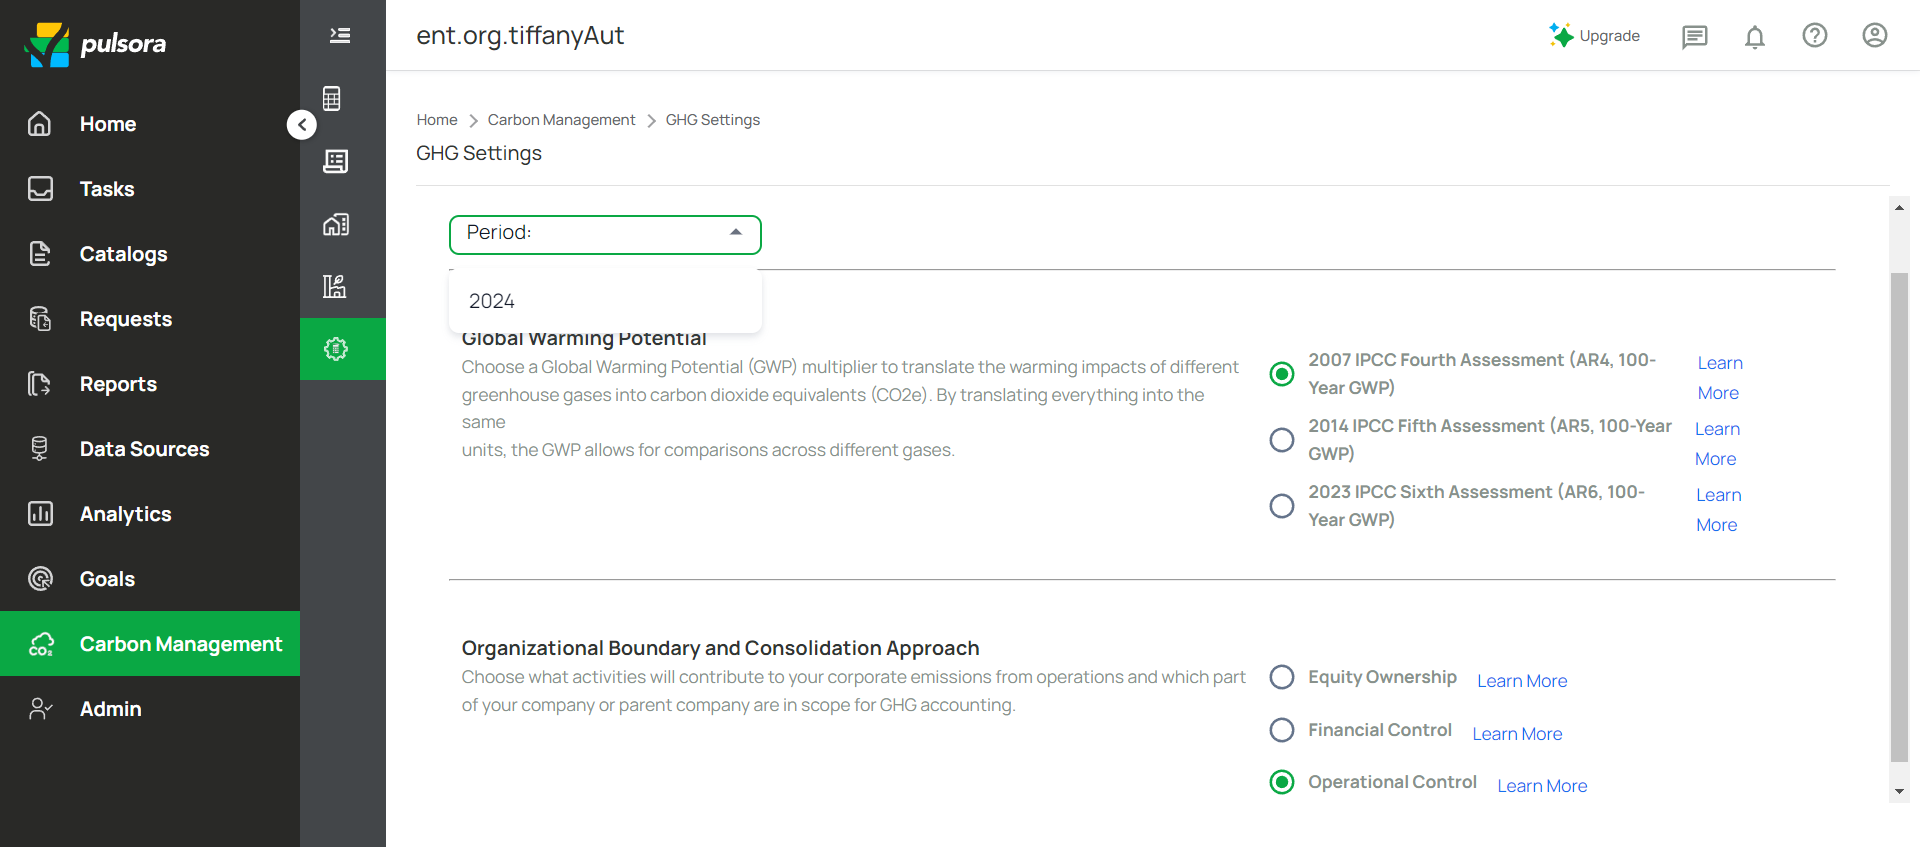 pulsora
Home
Tasks
Catalogs
Requests
Reports
Data Sources
Analytics
Goals
CO₂
Carbon Management
Admin
ent.org.tiffanyAut
Upgrade
Home
Carbon Management
GHG Settings
GHG Settings
Period:
2024
Global Warming Potential
Choose a Global Warming Potential (GWP) multiplier to translate the warming impacts of different
greenhouse gases into carbon dioxide equivalents (CO2e). By translating everything into the
same
units, the GWP allows for comparisons across different gases.
2007 IPCC Fourth Assessment (AR4, 100-
Year GWP)
Learn
More
2014 IPCC Fifth Assessment (AR5, 100-Year
GWP)
Learn
More
2023 IPCC Sixth Assessment (AR6, 100-
Year GWP)
Learn
More
Organizational Boundary and Consolidation Approach
Choose what activities will contribute to your corporate emissions from operations and which part
of your company or parent company are in scope for GHG accounting.
Equity Ownership
Learn More
Financial Control
Learn More
Operational Control
Learn More